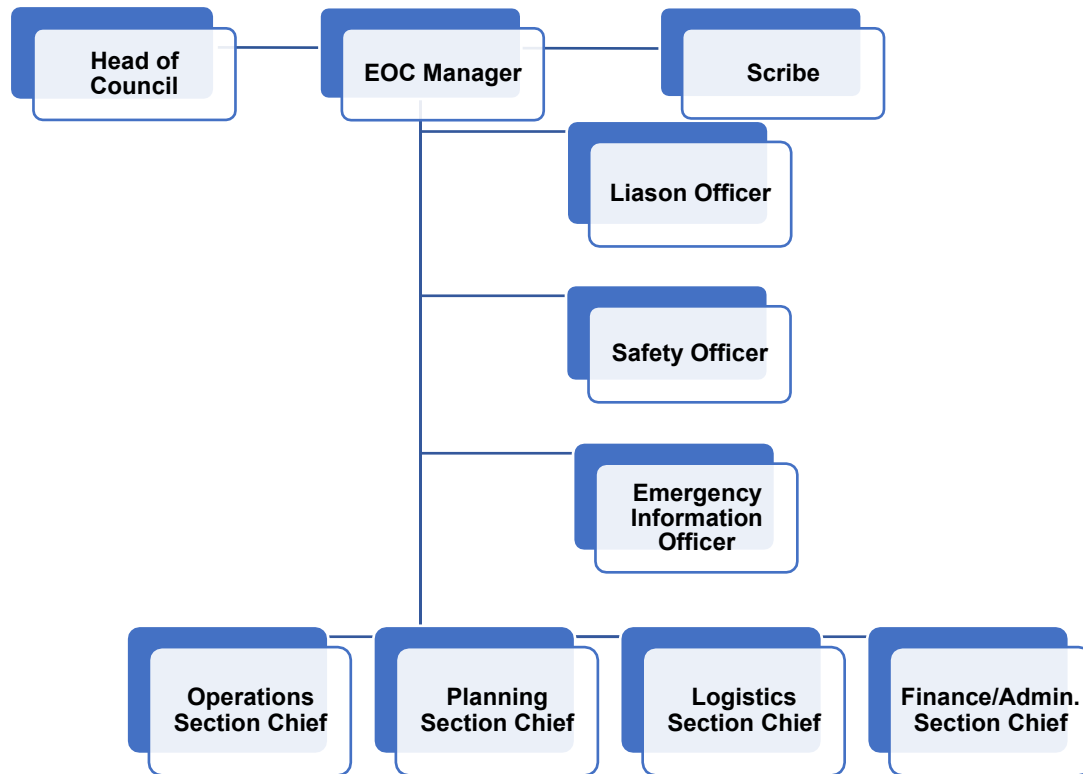 Head of
Council
EOC Manager
Scribe
Liason Officer
Safety Officer
Emergency
Information
Officer
Operations
Section Chief
Planning
Section Chief
Logistics
Section Chief
Finance/Admin.
Section Chief